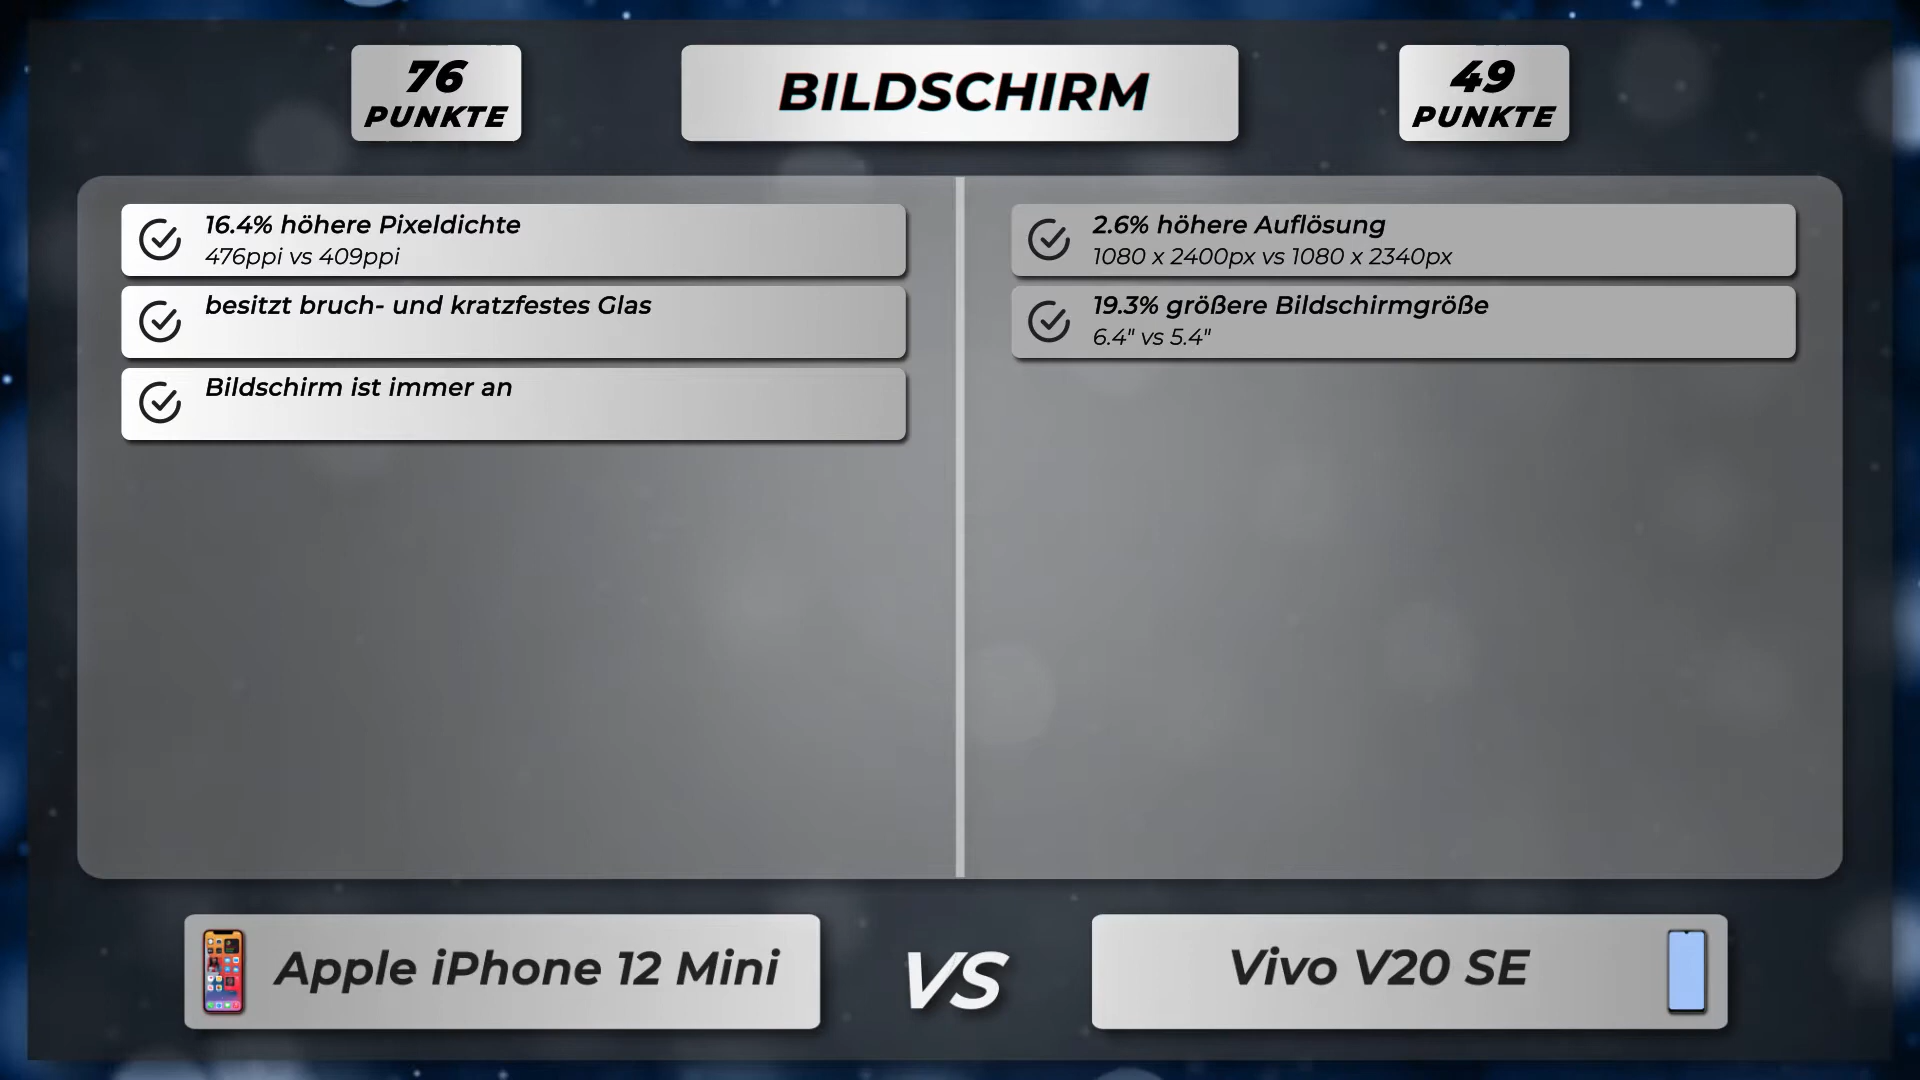 76
PUNKTE
BILDSCHIRM
49
PUNKTE
16.4% höhere Pixeldichte
476ppi vs 409ppi
besitzt bruch- und kratzfestes Glas
Bildschirm ist immer an
2.6% höhere Auflösung
1080 x 2400px vs 1080 x 2340px
19.3% größere Bildschirmgröße
6.4" vs 5.4"
Apple iPhone 12 Mini
VS
Vivo V20 SE